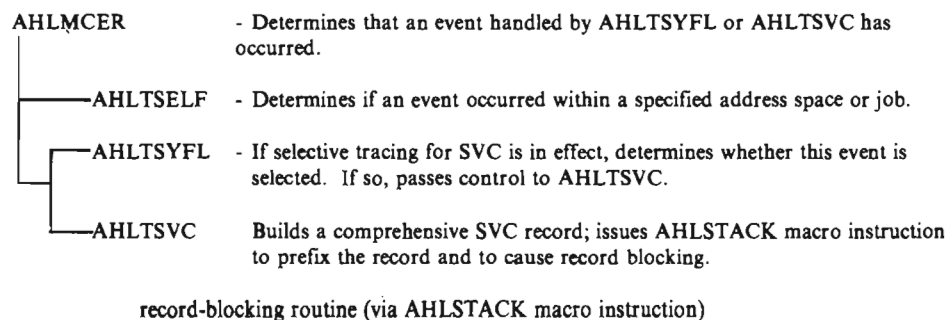 AHLMCER - Determines that an event handled by AHLTSYFL or AHLTSVC has
occurred.
AHLTSELF - Determines if an event occurred within a specified address space or job.
AHLTSYFL - If selective tracing for SVC is in effect, determines whether this event is
selected. If so, passes control to AHLTSVC.
AHLTSVC Builds a comprehensive SVC record; issues AHLSTACK macro instruction
to prefix the record and to cause record blocking.
record-blocking routine (via AHLSTACK macro instruction)